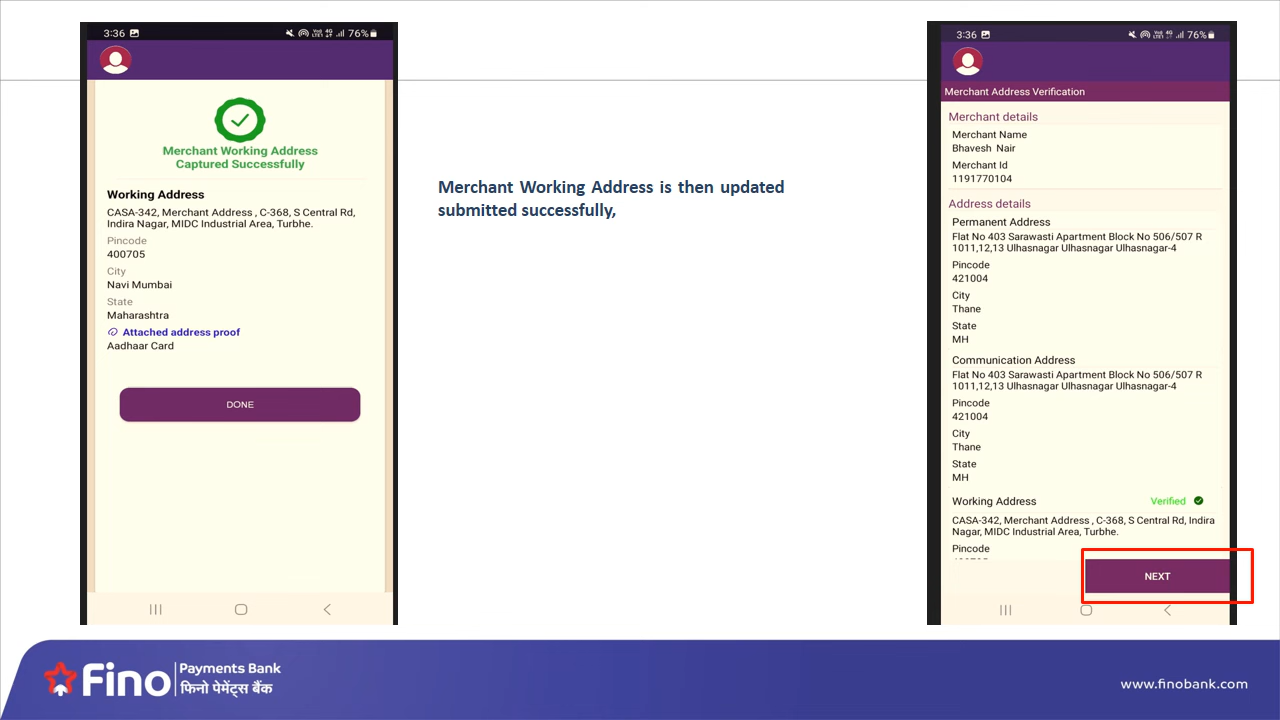 3:36
76%
Merchant Working Address
Captured Successfully
Working Address
CASA-342, Merchant Address , C-368, S Central Rd,
Indira Nagar, MIDC Industrial Area, Turbhe.
Pincode
400705
City
Navi Mumbai
State
Maharashtra
Attached address proof
Aadhaar Card
DONE
Merchant Working Address is then updated
submitted successfully,
3:36
76%
Merchant Address Verification
Merchant details
Merchant Name
Bhavesh Nair
Merchant Id
1191770104
Address details
Permanent Address
Flat No 403 Sarawasti Apartment Block No 506/507 R
1011,12,13 Ulhasnagar Ulhasnagar Ulhasnagar-4
Pincode
421004
City
Thane
State
MH
Communication Address
Flat No 403 Sarawasti Apartment Block No 506/507 R
1011,12,13 Ulhasnagar Ulhasnagar Ulhasnagar-4
Pincode
421004
City
Thane
State
MH
Working Address Verified
CASA-342, Merchant Address , C-368, S Central Rd, Indira
Nagar, MIDC Industrial Area, Turbhe.
Pincode
NEXT
Fino Payments Bank
फिनो पेमेंट्स बैंक
www.finobank.com